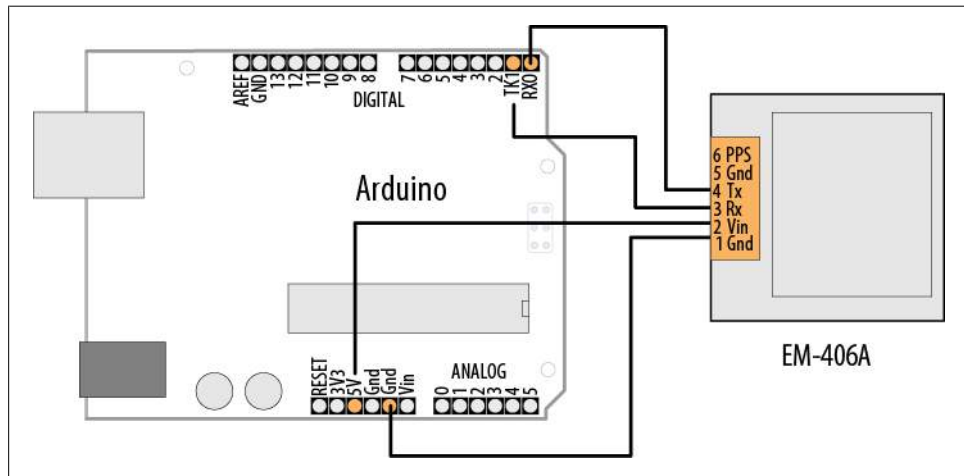 AREF
GND
13
12
11
10
9
8
7
6
5
4
3
2
TK1
RX0
DIGITAL
Arduino
6 PPS
5 Gnd
4 Tx
3 Rx
2 Vin
1 Gnd
EM-406A
RESET
3V3
5V
Gnd
Gnd
Vin
ANALOG
0
1
2
3
4
5